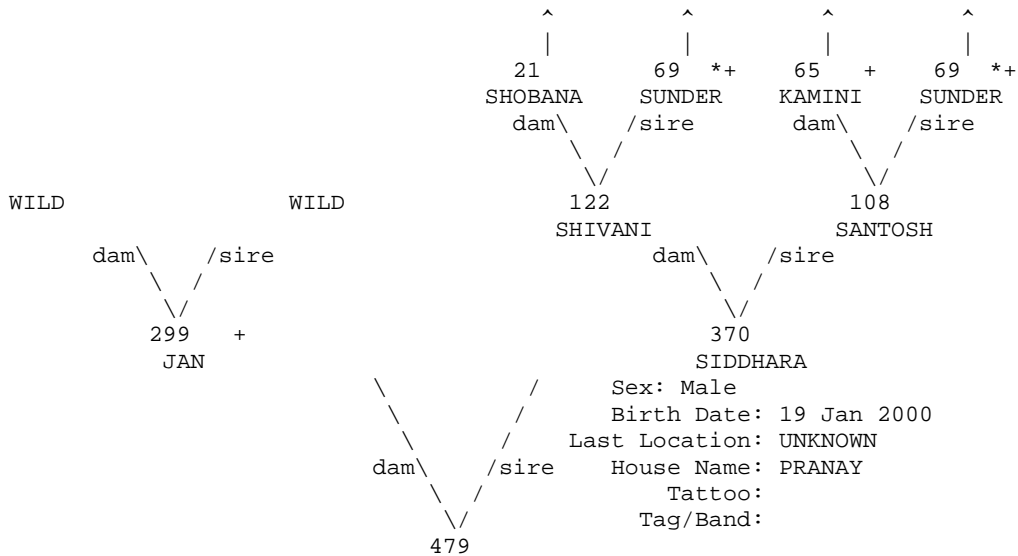 ^ ^ ^ ^
| | | |
21 69 *+ 65 + 69 *+
SHOBANA SUNDER KAMINI SUNDER
dam\ /sire dam\ /sire
\ / \ /
\/ \/
WILD WILD 122 108
SHIVANI SANTOSH
dam\ /sire dam\ /sire
\ / \ /
\/ \/
299 + 370
JAN SIDDHARA
\ / Sex: Male
\ / Birth Date: 19 Jan 2000
\ / Last Location: UNKNOWN
dam\ /sire House Name: PRANAY
\ / Tattoo:
\/ Tag/Band:
479